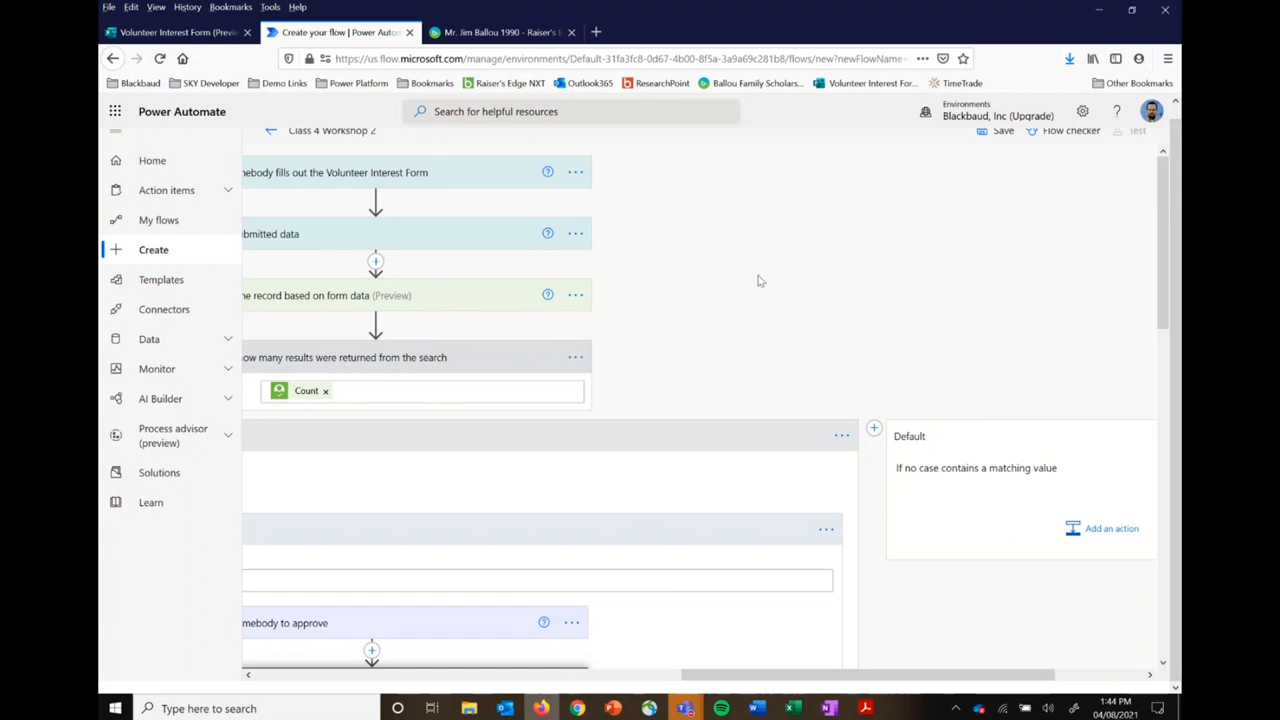 File Edit View History Bookmarks Tools Help
Volunteer Interest Form (Previ
Create your flow | Power Autom
Mr. Jim Ballou 1990 - Raiser's E
https://us.flow.microsoft.com/manage/environments/Default-31fa3fc8-0d67-4b00-8f5a-3a9a69c281b8/flows/new?newFlowName=
Blackbaud SKY Developer Demo Links Power Platform Bookmarks Raiser's Edge NXT Outlook365 ResearchPoint Ballou Family Scholars... Volunteer Interest For... TimeTrade Other Bookmarks
Power Automate
Search for helpful resources
Environments
Blackbaud, Inc (Upgrade)
Class 4 Workshop 2
Save Flow checker Test
Home
Action items
My flows
Create
Templates
Connectors
Data
Monitor
AI Builder
Process advisor
(preview)
Solutions
Learn
ebody fills out the Volunteer Interest Form
bmitted data
he record based on form data (Preview)
ow many results were returned from the search
Count
Default
If no case contains a matching value
Add an action
mebody to approve
Type here to search
1:44 PM
04/08/2021